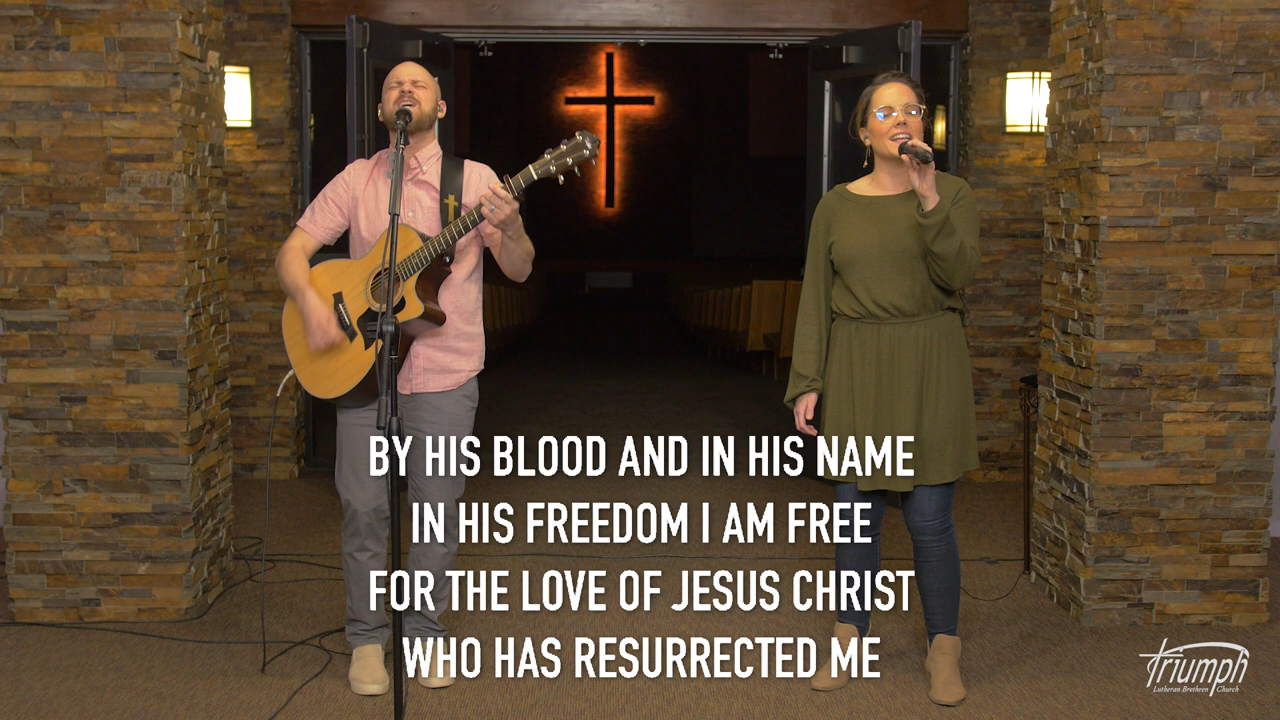 BY HIS BLOOD AND IN HIS NAME
IN HIS FREEDOM I AM FREE
FOR THE LOVE OF JESUS CHRIST
WHO HAS RESURRECTED ME
Triumph
Lutheran Brethren Church